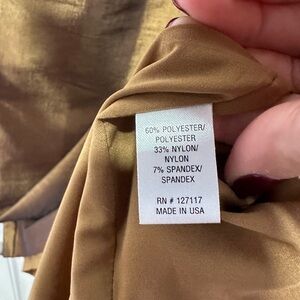 60% POLYESTER/
POLYESTER
33% NYLON/
NYLON
7% SPANDEX/
SPANDEX
RN # 127117
MADE IN USA